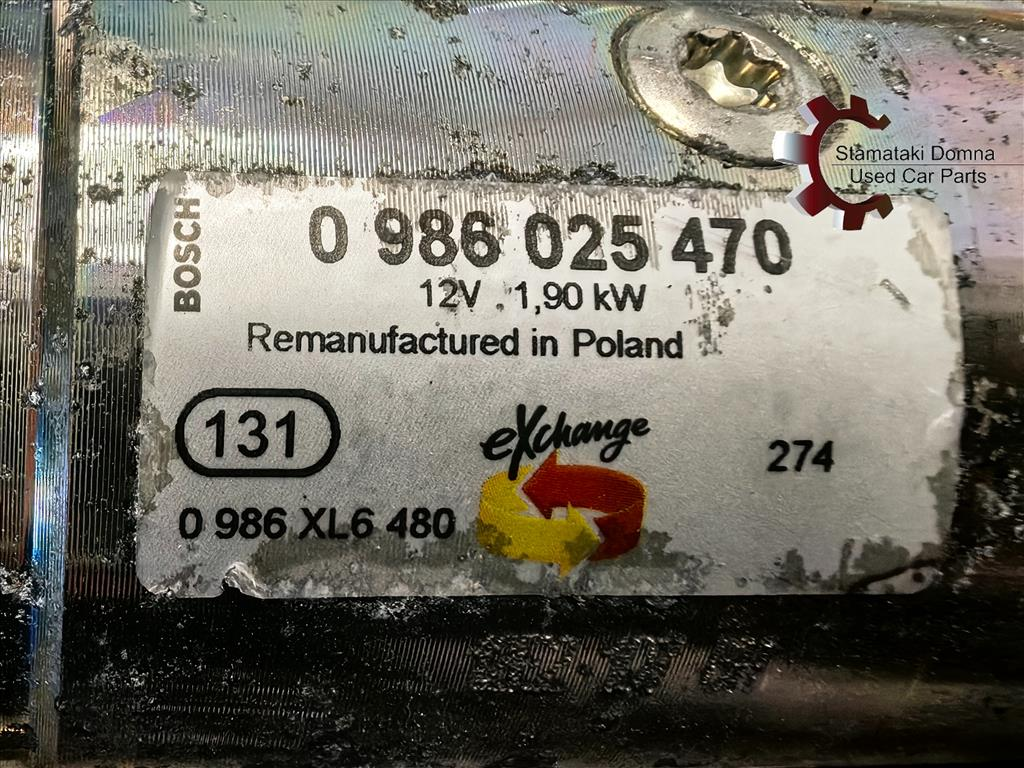 Stamataki Domna
Used Car Parts
BOSCH
0 986 025 470
12V 1,90 kW
Remanufactured in Poland
131
eXchange
274
0 986 XL6 480